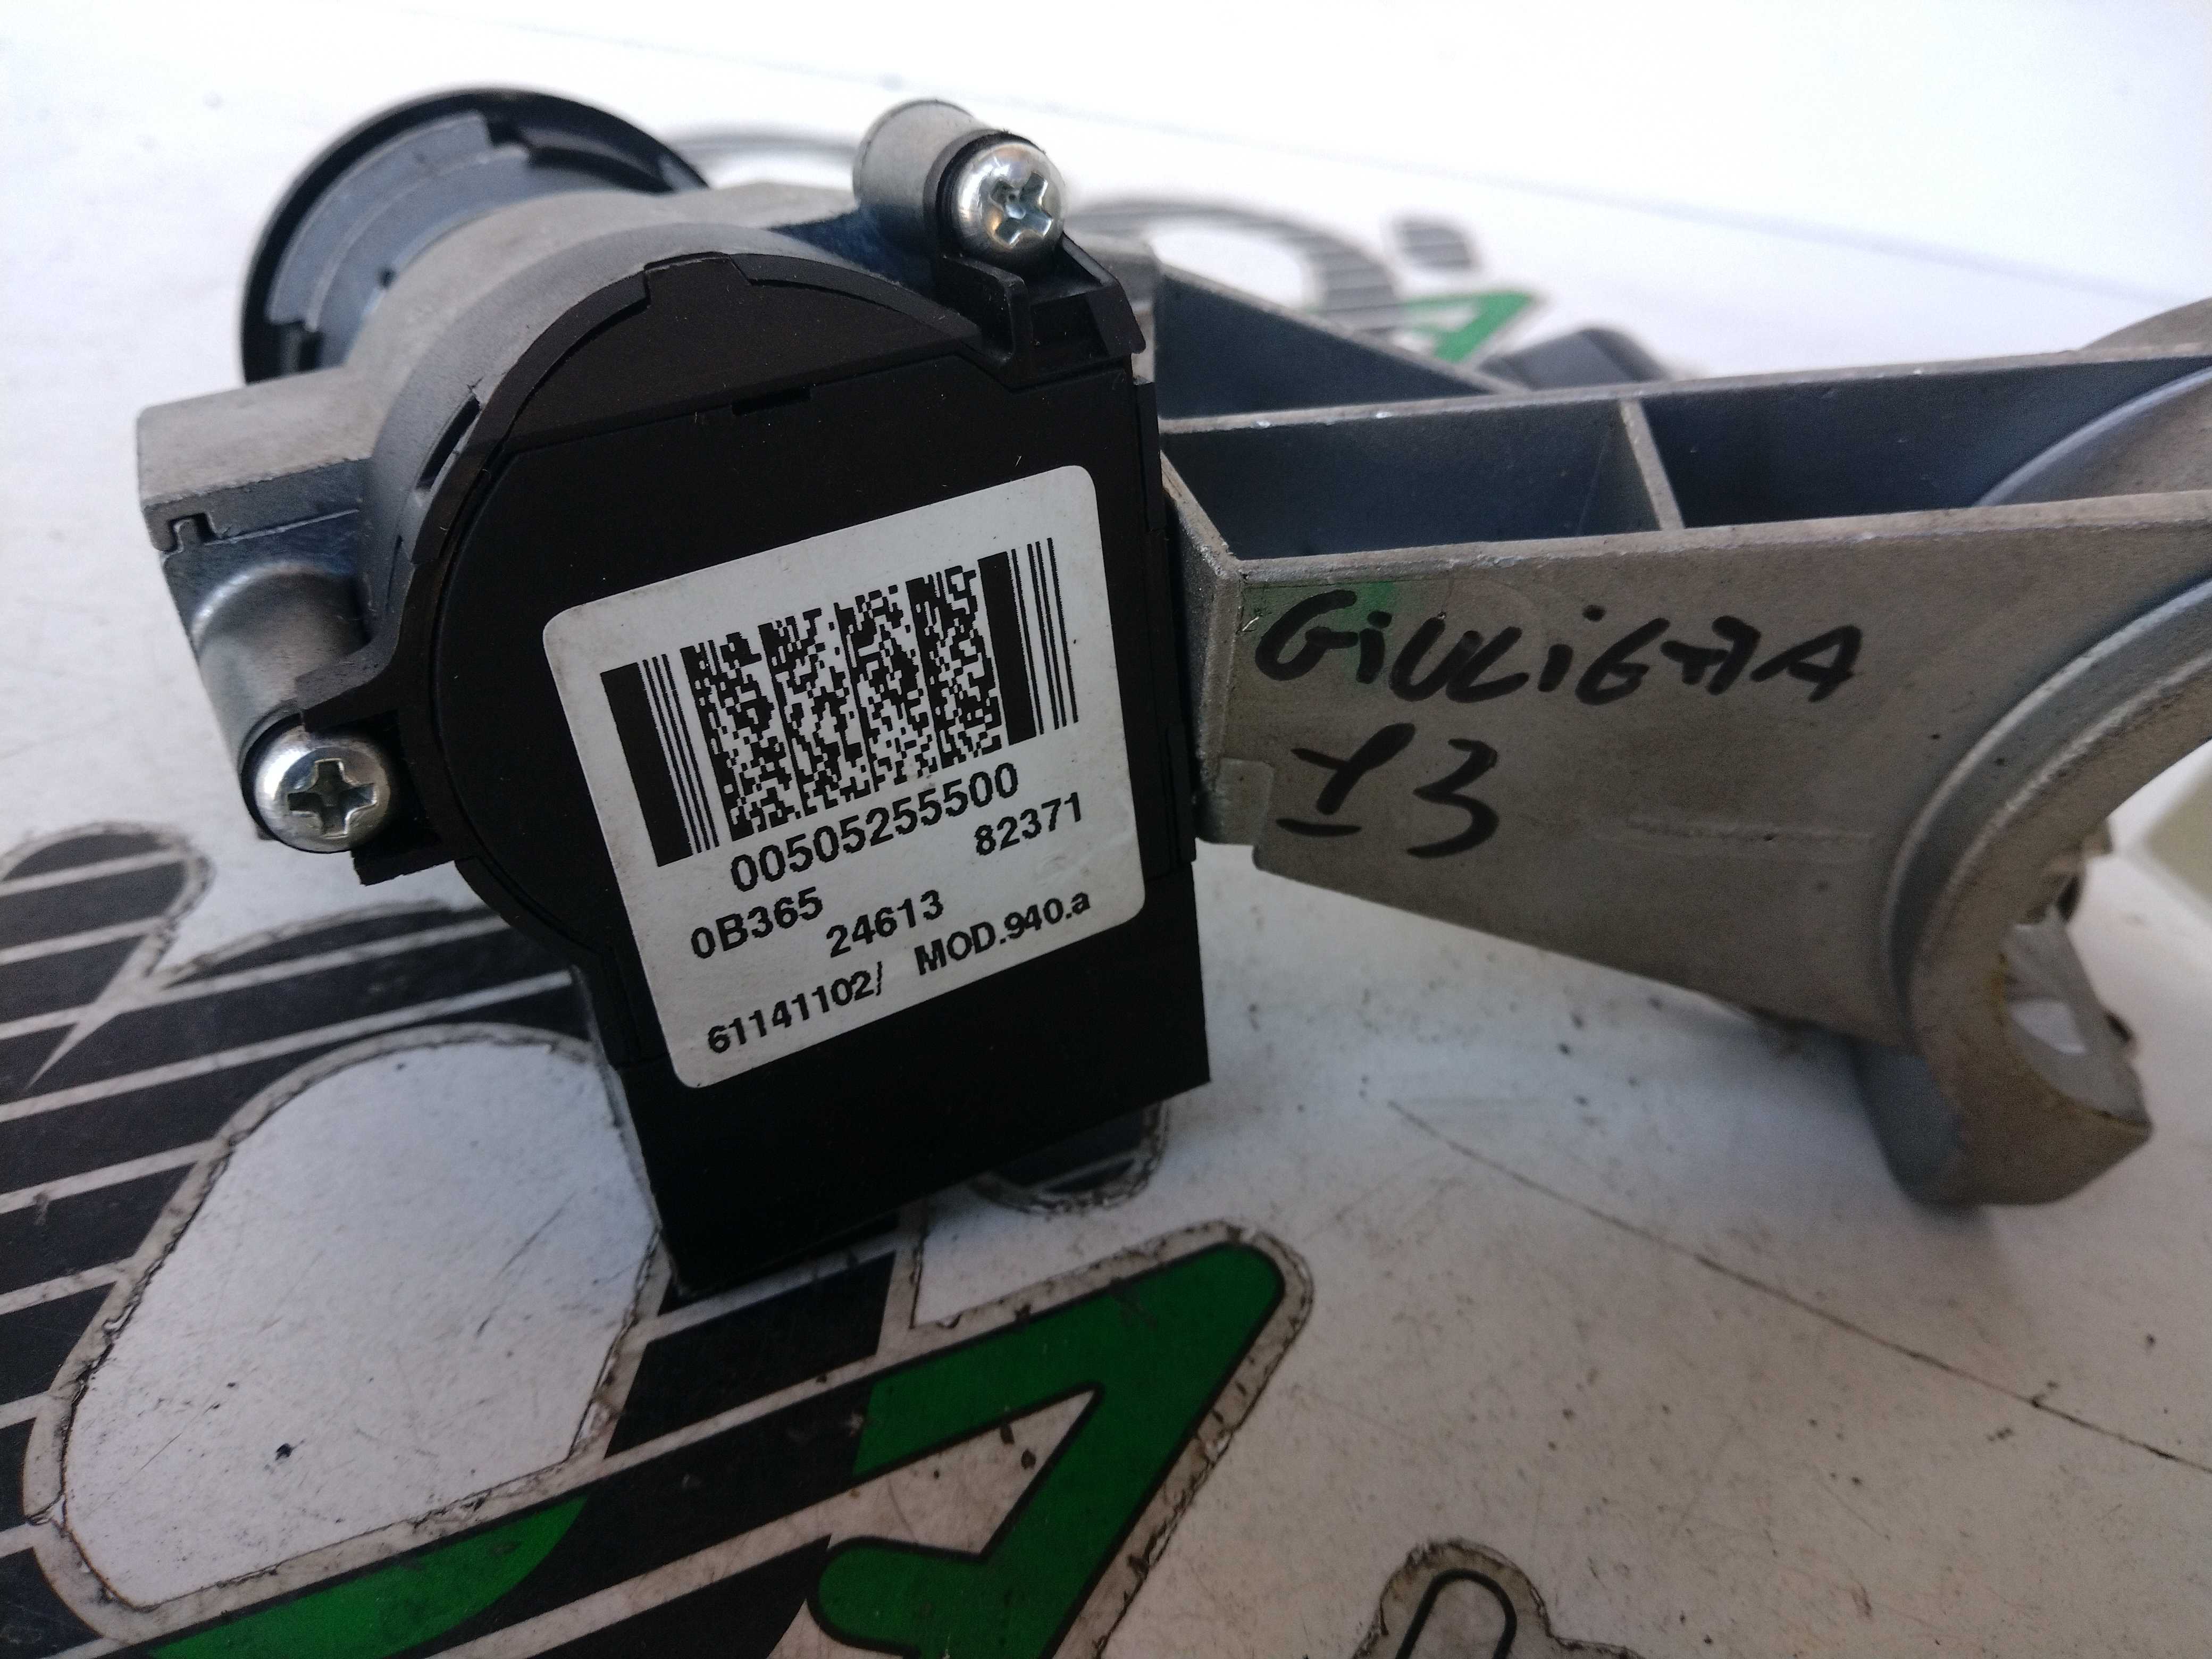 00505255500
82371
0B365
24613
61141102/ MOD.940.a
GiULiETTA
13